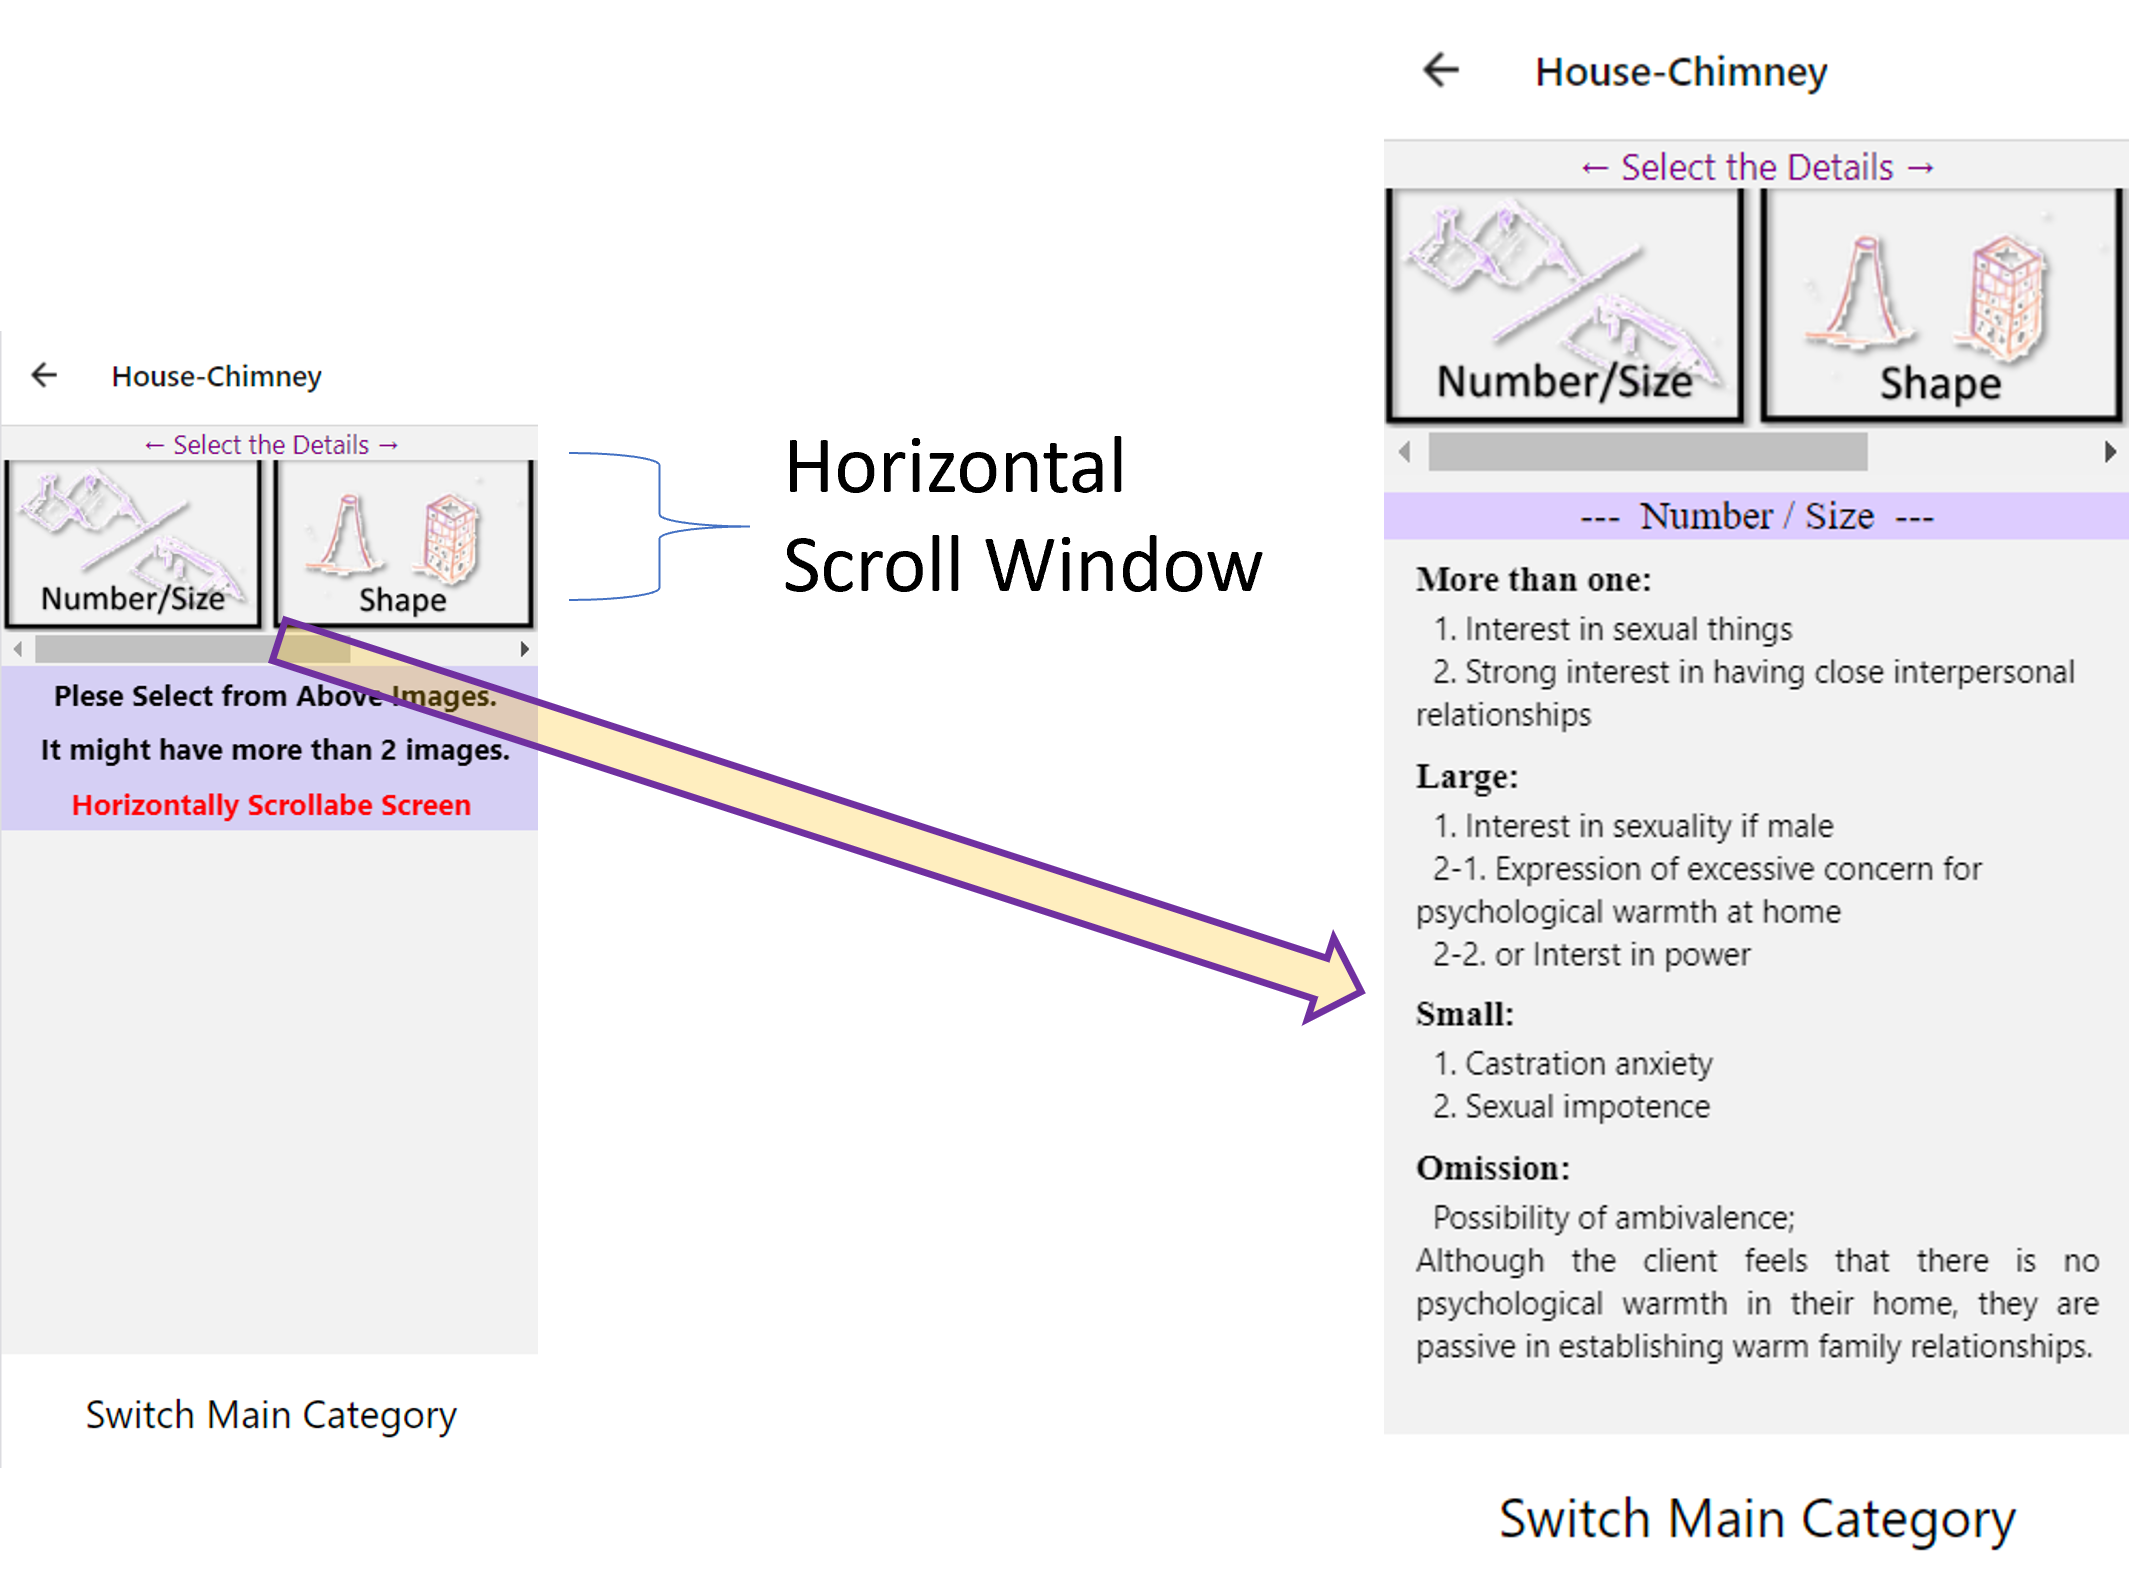 House-Chimney
← Select the Details →
Number/Size
Shape
Plese Select from Above Images.
It might have more than 2 images.
Horizontally Scrollabe Screen
Switch Main Category
Horizontal
Scroll Window
House-Chimney
← Select the Details →
Number/Size
Shape
--- Number / Size ---
More than one:
1. Interest in sexual things
2. Strong interest in having close interpersonal
relationships
Large:
1. Interest in sexuality if male
2-1. Expression of excessive concern for
psychological warmth at home
2-2. or Interst in power
Small:
1. Castration anxiety
2. Sexual impotence
Omission:
Possibility of ambivalence;
Although the client feels that there is no
psychological warmth in their home, they are
passive in establishing warm family relationships.
Switch Main Category